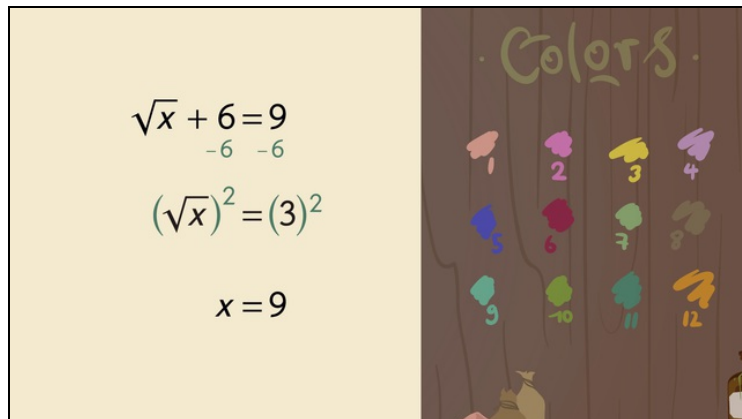 √x + 6 = 9
−6 −6
(√x)² = (3)²
x = 9
· Colors ·
1 2 3 4
5 6 7 8
9 10 11 12